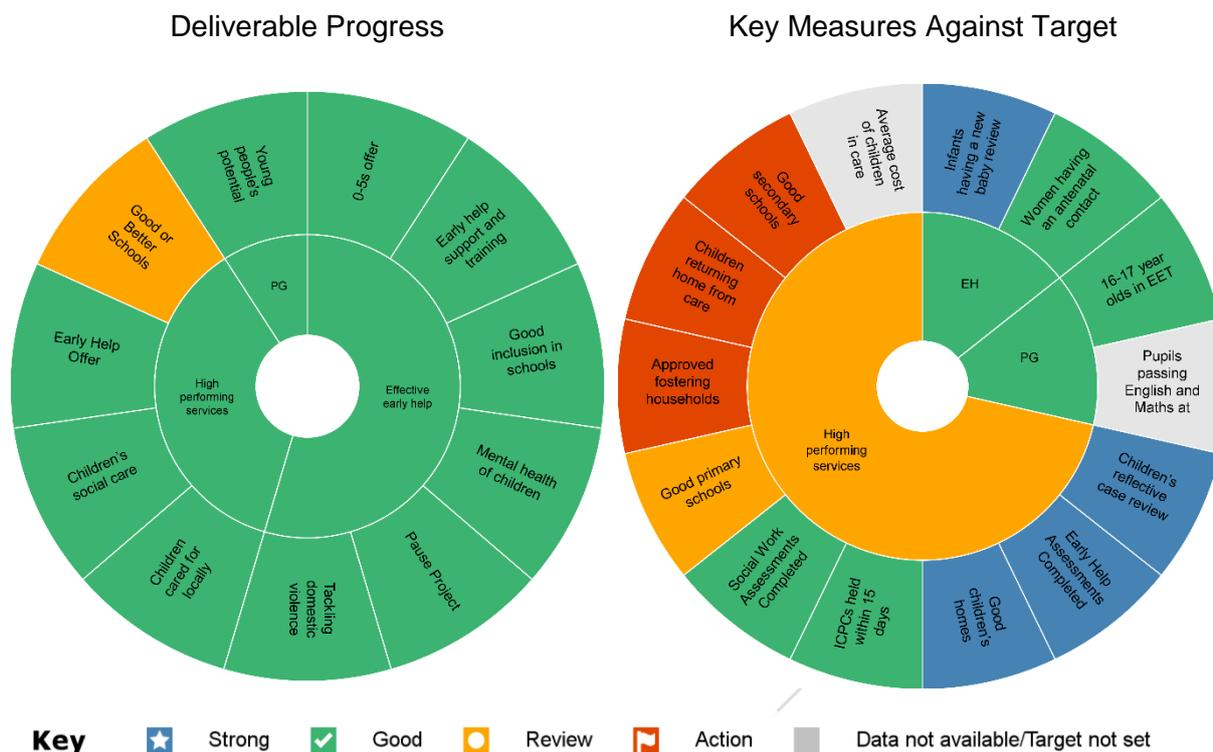 Deliverable Progress
Key Measures Against Target
Young
people's
potential
0-5s offer
Early help
support and
training
Good
inclusion in
schools
Mental health
of children
Pause Project
Tackling
domestic
violence
Children
cared for
locally
Children's
social care
Early Help
Offer
Good or
Better
Schools
PG
Effective
early help
High
performing
services
Infants
having a new
baby review
Women having
an antenatal
contact
16-17 year
olds in EET
Pupils
passing
English and
Maths at
Children's
reflective
case review
Early Help
Assessments
Completed
Good
children's
homes
ICPCs held
within 15
days
Social Work
Assessments
Completed
Good primary
schools
Approved
fostering
households
Children
returning
home from
care
Good
secondary
schools
Average cost
of children
in care
EH
PG
High
performing
services
Key Strong Good Review Action Data not available/Target not set